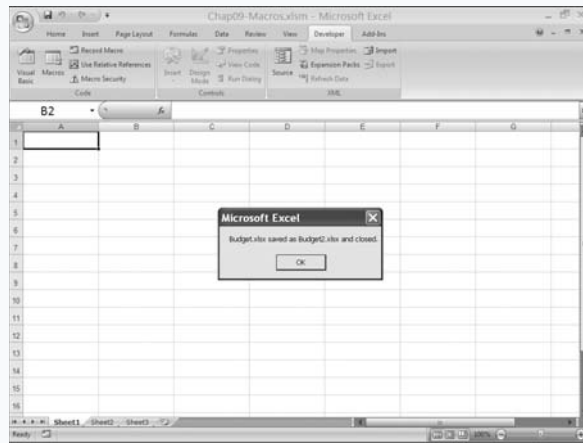 Chap09-Macros.xlsm - Microsoft Excel
Home Insert Page Layout Formulas Data Review View Developer Add-Ins
Visual Basic
Macros
Record Macro
Use Relative References
Macro Security
Code
Insert
Design Mode
Properties
View Code
Run Dialog
Controls
Source
Map Properties
Expansion Packs
Refresh Data
Import
Export
XML
B2
fx
A B C D E F G
1
2
3
4
5
6
7
8
9
10
11
12
13
14
15
16
Microsoft Excel
Budget.xlsx saved as Budget2.xlsx and closed.
OK
Sheet1 Sheet2 Sheet3
Ready
100%